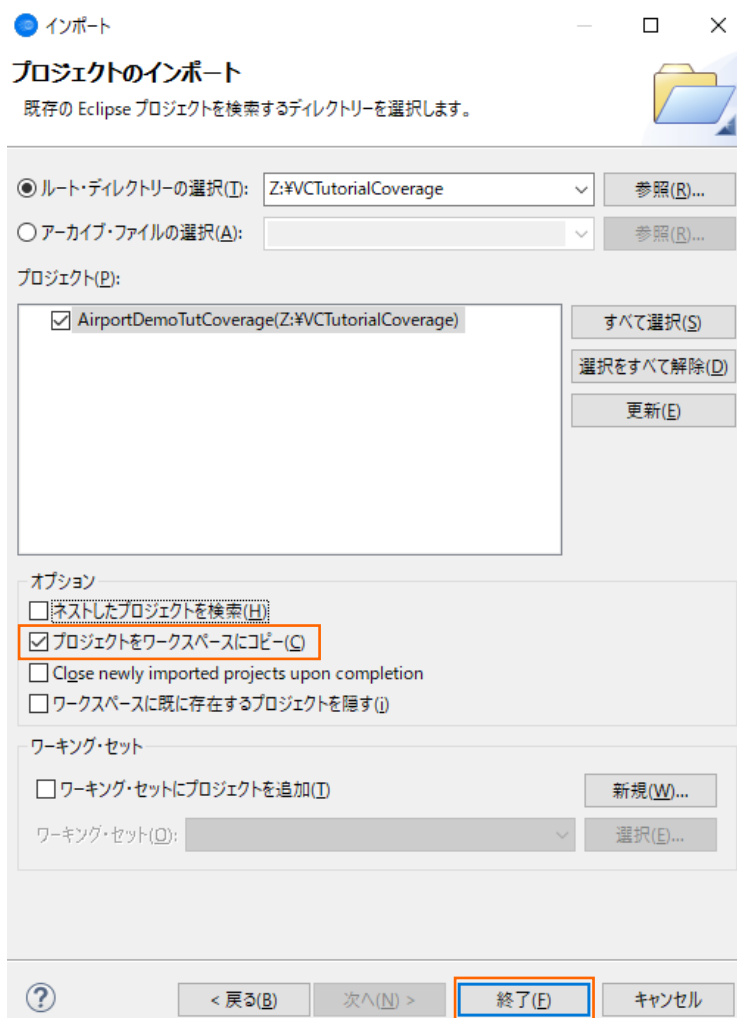 インポート
プロジェクトのインポート
既存の Eclipse プロジェクトを検索するディレクトリーを選択します。
ルート・ディレクトリーの選択(T): Z:¥VCTutorialCoverage 参照(R)...
アーカイブ・ファイルの選択(A): 参照(R)...
プロジェクト(P):
AirportDemoTutCoverage(Z:¥VCTutorialCoverage)
すべて選択(S)
選択をすべて解除(D)
更新(E)
オプション
ネストしたプロジェクトを検索(H)
プロジェクトをワークスペースにコピー(C)
Close newly imported projects upon completion
ワークスペースに既に存在するプロジェクトを隠す(i)
ワーキング・セット
ワーキング・セットにプロジェクトを追加(T) 新規(W)...
ワーキング・セット(O): 選択(E)...
? < 戻る(B) 次へ(N) > 終了(F) キャンセル